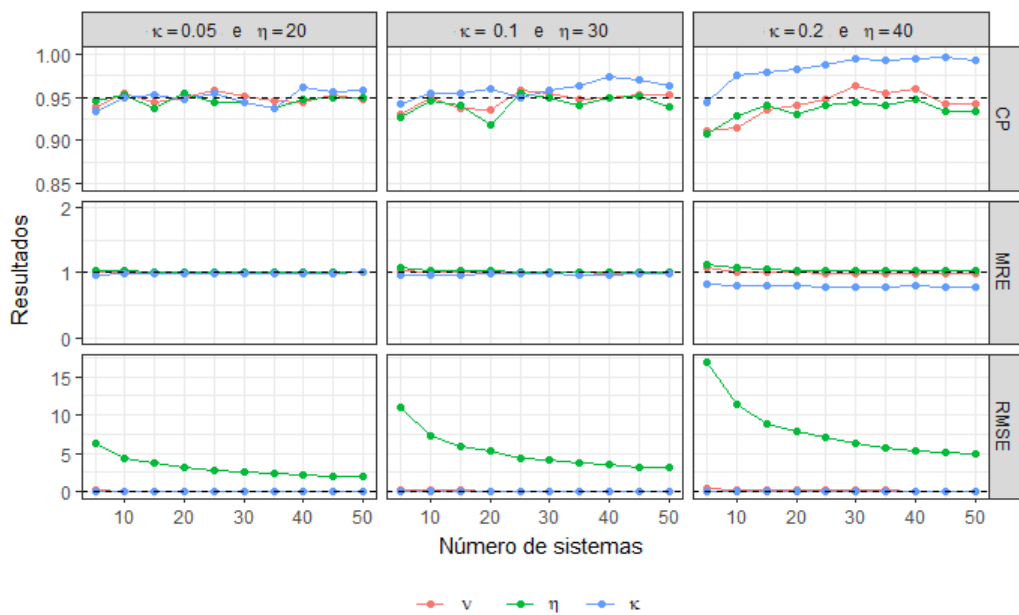 κ = 0.05 e η = 20
κ = 0.1 e η = 30
κ = 0.2 e η = 40
1.00
0.95
0.90
0.85
CP
2
1
0
MRE
15
10
5
0
RMSE
Resultados
10 20 30 40 50
10 20 30 40 50
10 20 30 40 50
Número de sistemas
ν η κ